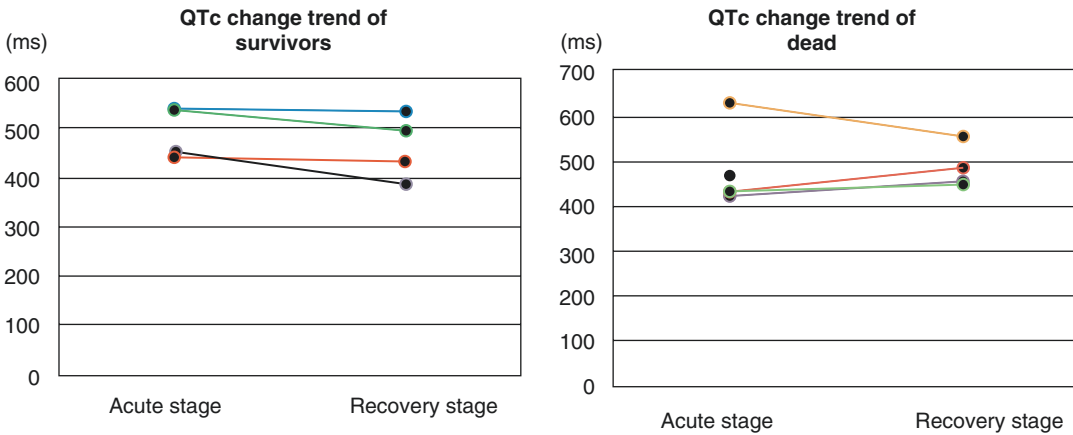 QTc change trend of
survivors
(ms)
600
500
400
300
200
100
0
Acute stage Recovery stage
QTc change trend of
dead
(ms)
700
600
500
400
300
200
100
0
Acute stage Recovery stage